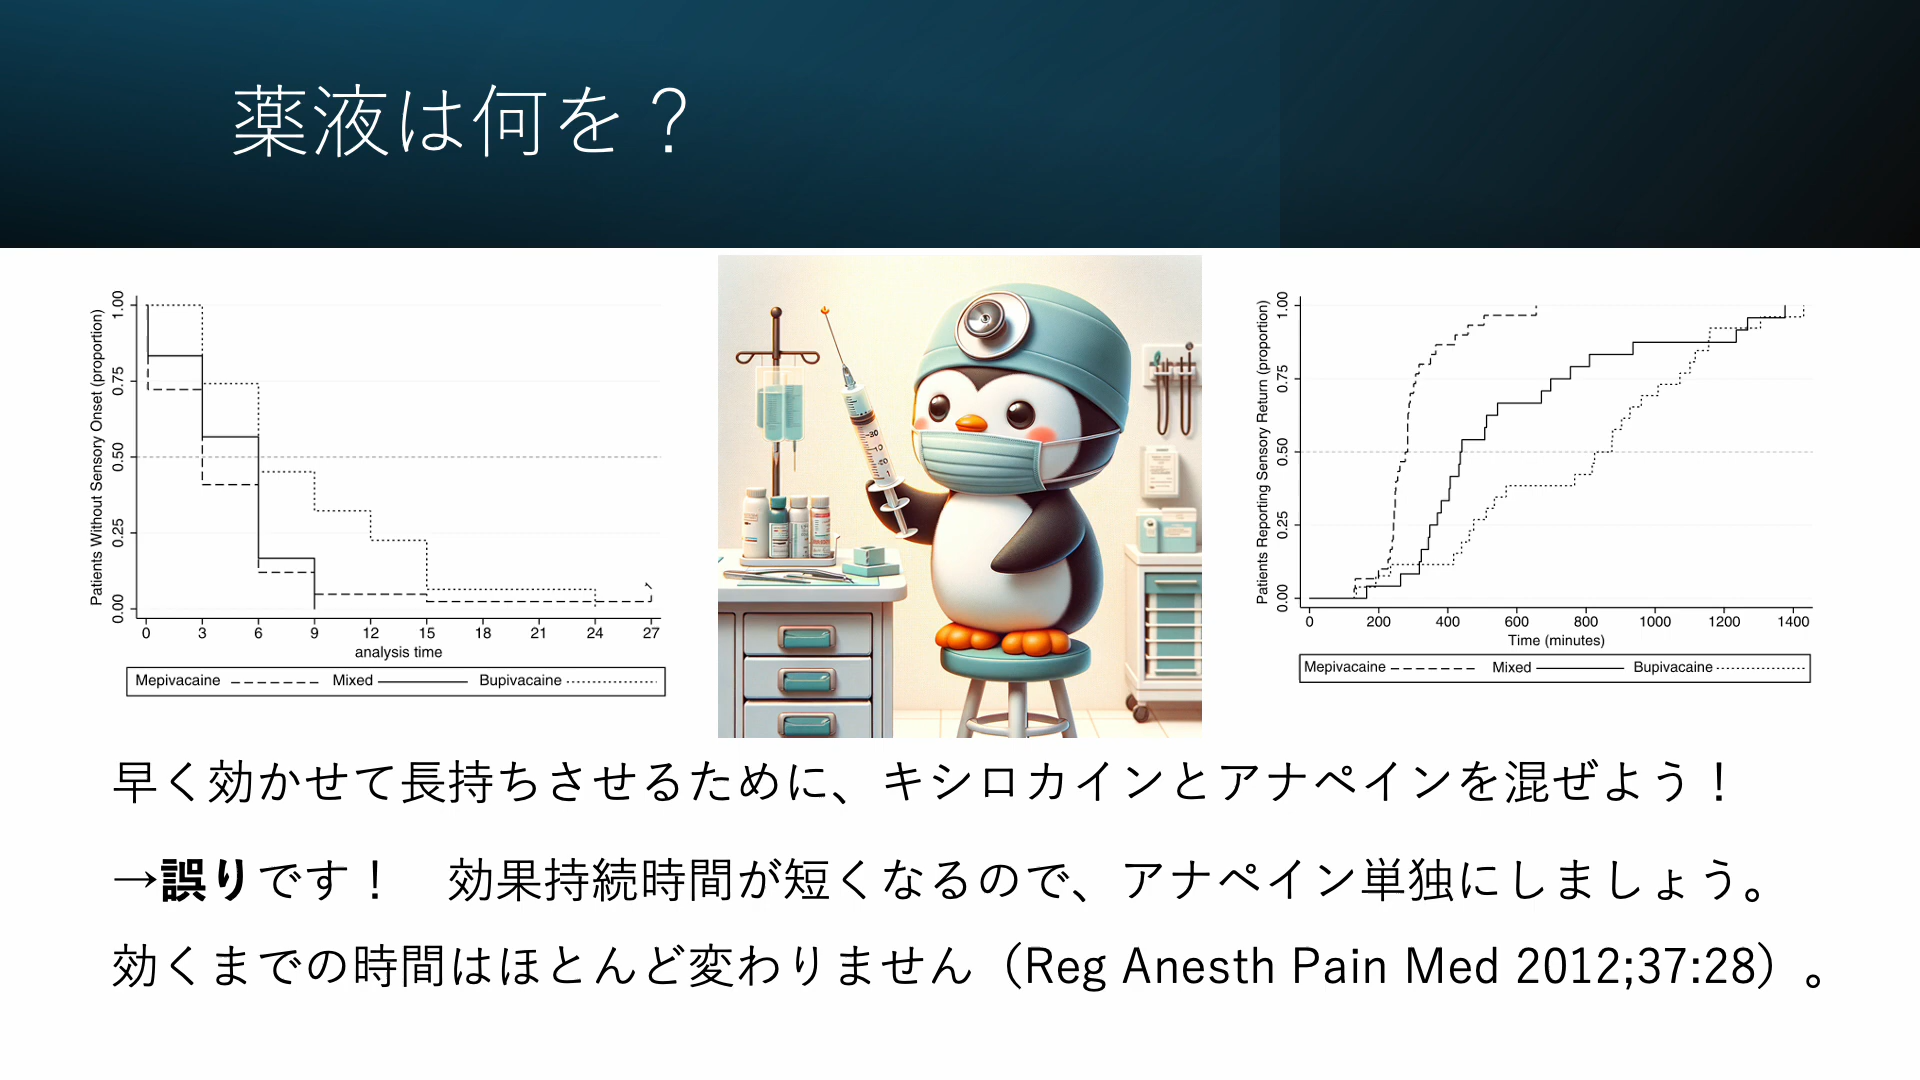 薬液は何を？
Patients Without Sensory Onset (proportion)
1.00
0.75
0.50
0.25
0.00
0 3 6 9 12 15 18 21 24 27
analysis time
Mepivacaine Mixed Bupivacaine
30
10
20
1
Patients Reporting Sensory Return (proportion)
1.00
0.75
0.50
0.25
0.00
0 200 400 600 800 1000 1200 1400
Time (minutes)
Mepivacaine Mixed Bupivacaine
早く効かせて長持ちさせるために、キシロカインとアナペインを混ぜよう！
→誤りです！　効果持続時間が短くなるので、アナペイン単独にしましょう。
効くまでの時間はほとんど変わりません（Reg Anesth Pain Med 2012;37:28）。